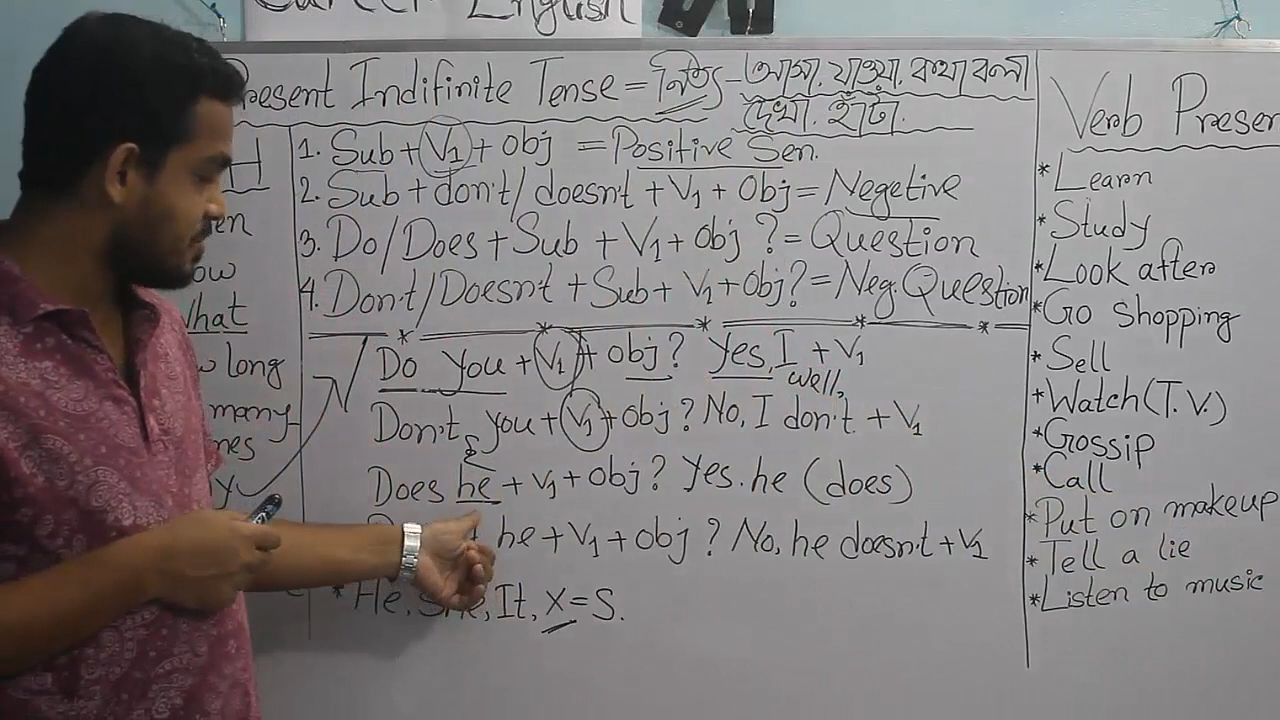 Career English
Present Indifinite Tense = নিত্য - আসা. যাওয়া. কথা বলা
দেখা. হাঁটা.
1. Sub + V1 + obj = Positive Sen.
2. Sub + don't/doesn't + V1 + Obj = Negetive
3. Do/Does + Sub + V1 + Obj ? = Question
4. Don't/Doesn't + Sub + V1 + Obj? = Neg. Question
Do you + V1 + obj ? Yes, I + V1
well,
Don't you + V1 + obj ? No, I don't + V1
Does he + V1 + Obj ? Yes. he (does)
he + V1 + Obj ? No, he doesn't + V1
* He, She, It, X = S.
What
long
many
Verb Presen
* Learn
* Study
* Look after
* Go shopping
* Sell
* Watch (T.V.)
* Gossip
* Call
* Put on makeup
* Tell a lie
* Listen to music